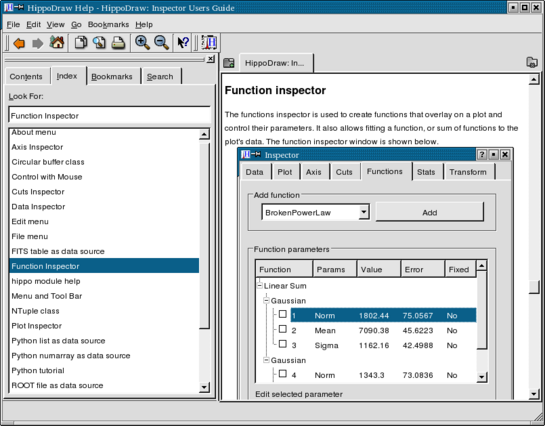 HippoDraw Help - HippoDraw: Inspector Users Guide
File Edit View Go Bookmarks Help
Contents Index Bookmarks Search
Look For:
Function Inspector
About menu
Axis Inspector
Circular buffer class
Control with Mouse
Cuts Inspector
Data Inspector
Edit menu
File menu
FITS table as data source
Function Inspector
hippo module help
Menu and Tool Bar
NTuple class
Plot Inspector
Python list as data source
Python numarray as data source
Python tutorial
ROOT file as data source
HippoDraw: In...
Function inspector
The functions inspector is used to create functions that overlay on a plot and
control their parameters. It also allows fitting a function, or sum of functions to the
plot's data. The function inspector window is shown below.
Inspector
Data Plot Axis Cuts Functions Stats Transform
Add function
BrokenPowerLaw Add
Function parameters
Function Params Value Error Fixed
Linear Sum
Gaussian
1 Norm 1802.44 75.0567 No
2 Mean 7090.38 45.6223 No
3 Sigma 1162.16 42.4988 No
Gaussian
4 Norm 1343.3 73.0836 No
Edit selected parameter